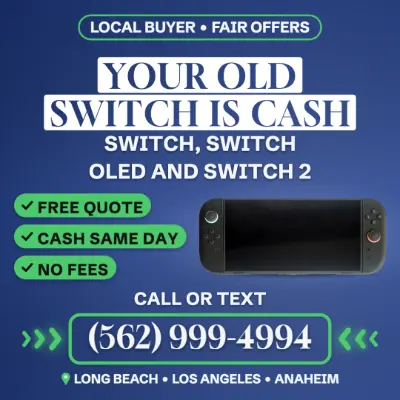 LOCAL BUYER • FAIR OFFERS
YOUR OLD
SWITCH IS CASH
SWITCH, SWITCH
OLED AND SWITCH 2
FREE QUOTE
CASH SAME DAY
NO FEES
CALL OR TEXT
(562) 999-4994
LONG BEACH • LOS ANGELES • ANAHEIM